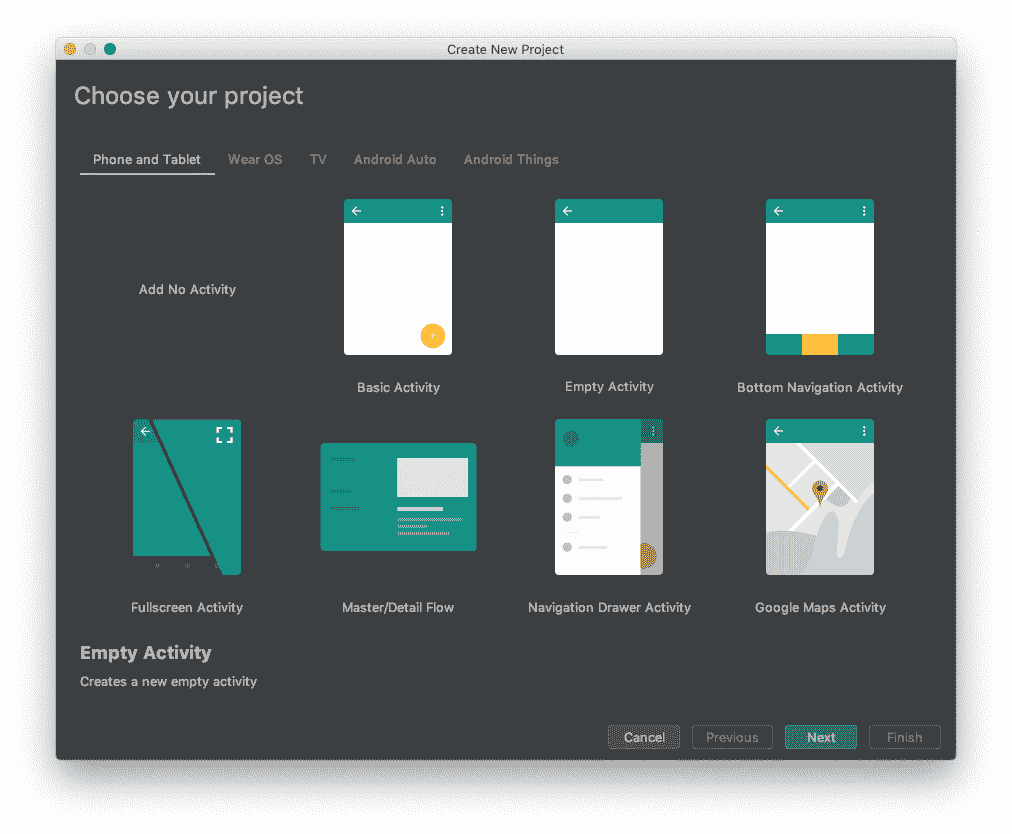 Create New Project
Choose your project
Phone and Tablet Wear OS TV Android Auto Android Things
Add No Activity
Basic Activity Empty Activity Bottom Navigation Activity
Fullscreen Activity Master/Detail Flow Navigation Drawer Activity Google Maps Activity
Empty Activity
Creates a new empty activity
Cancel Previous Next Finish